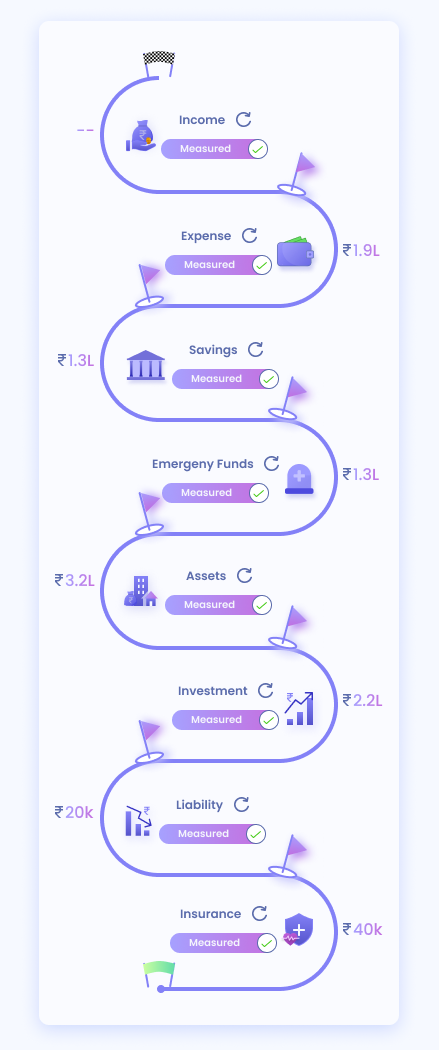 Income
--
Measured
Expense
₹1.9L
Measured
Savings
₹1.3L
Measured
Emergeny Funds
₹1.3L
Measured
Assets
₹3.2L
Measured
Investment
₹2.2L
Measured
Liability
₹20k
Measured
Insurance
₹40k
Measured